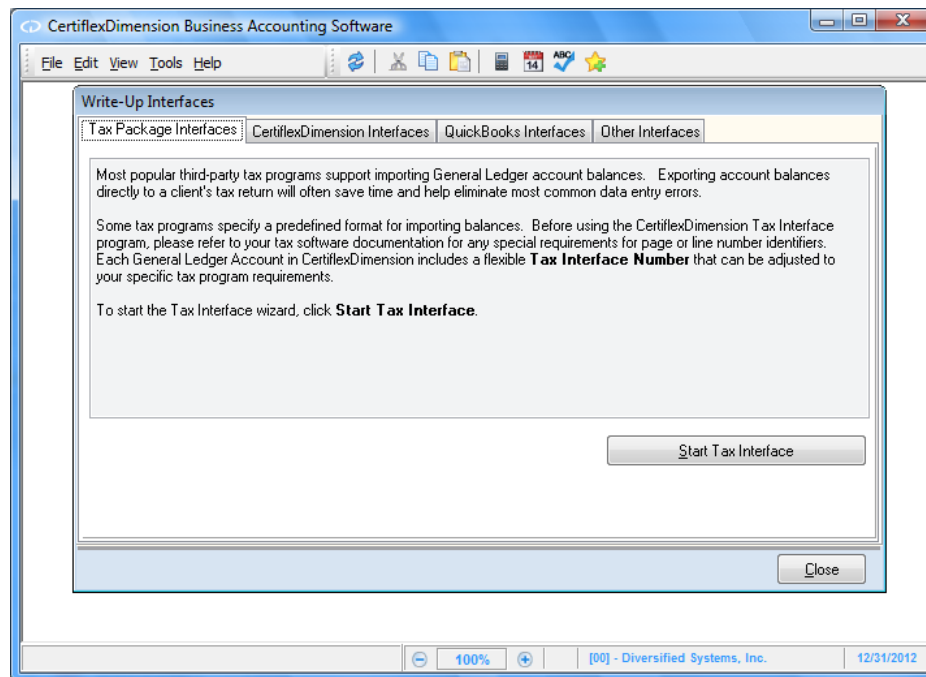 CertiflexDimension Business Accounting Software
File Edit View Tools Help
14
ABC
Write-Up Interfaces
Tax Package Interfaces CertiflexDimension Interfaces QuickBooks Interfaces Other Interfaces
Most popular third-party tax programs support importing General Ledger account balances. Exporting account balances
directly to a client's tax return will often save time and help eliminate most common data entry errors.
Some tax programs specify a predefined format for importing balances. Before using the CertiflexDimension Tax Interface
program, please refer to your tax software documentation for any special requirements for page or line number identifiers.
Each General Ledger Account in CertiflexDimension includes a flexible Tax Interface Number that can be adjusted to
your specific tax program requirements.
To start the Tax Interface wizard, click Start Tax Interface.
Start Tax Interface
Close
100% [00] - Diversified Systems, Inc. 12/31/2012